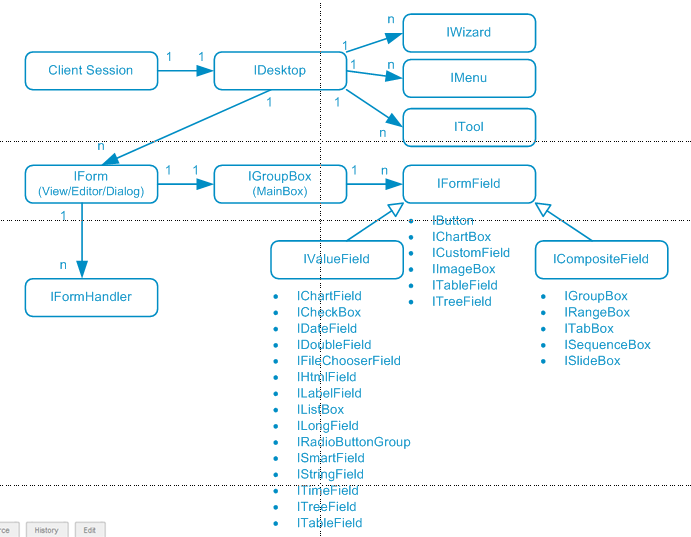 n
IWizard
1
1
1
Client Session
IDesktop
1
n
IMenu
1
1
n
ITool
n
IForm
(View/Editor/Dialog)
1
1
IGroupBox
(MainBox)
1
n
IFormField
1
n
IFormHandler
IButton
IChartBox
ICustomField
IImageBox
ITableField
ITreeField
IValueField
IChartField
ICheckBox
IDateField
IDoubleField
IFileChooserField
IHtmlField
ILabelField
IListBox
ILongField
IRadioButtonGroup
ISmartField
IStringField
ITimeField
ITreeField
ITableField
ICompositeField
IGroupBox
IRangeBox
ITabBox
ISequenceBox
ISlideBox
rce
History
Edit